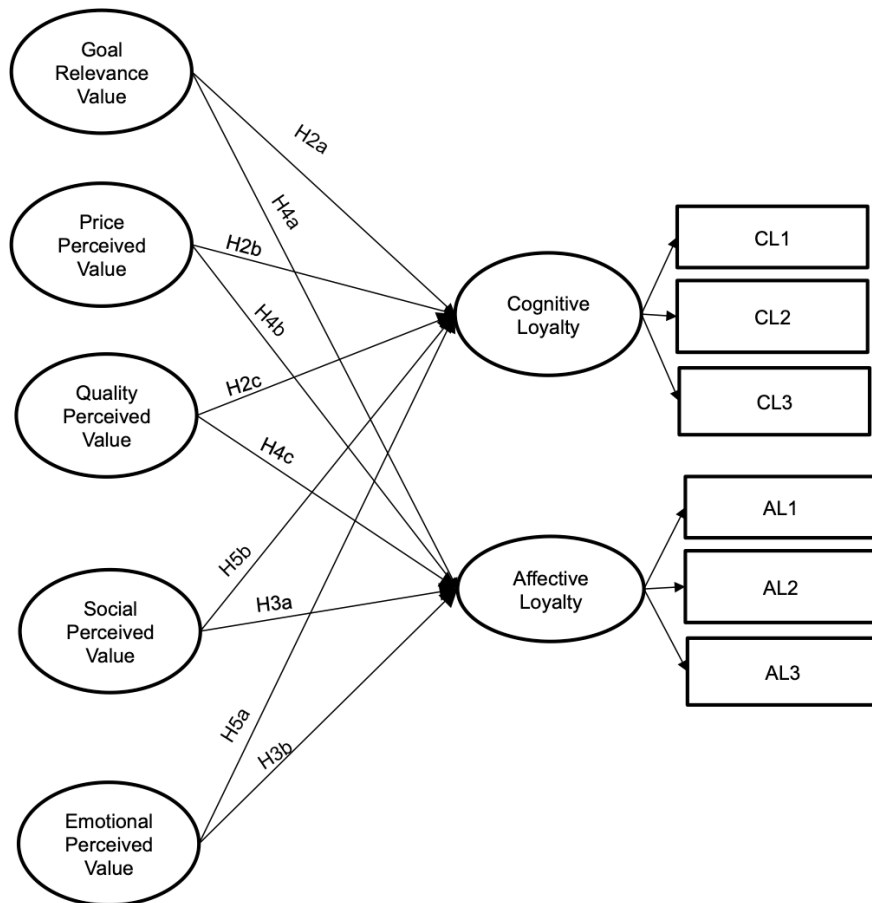 Goal
Relevance
Value
Price
Perceived
Value
Quality
Perceived
Value
Social
Perceived
Value
Emotional
Perceived
Value
H2a
H4a
H2b
H4b
H2c
H4c
H5b
H3a
H5a
H3b
Cognitive
Loyalty
Affective
Loyalty
CL1
CL2
CL3
AL1
AL2
AL3